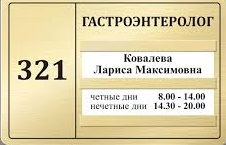 321
ГАСТРОЭНТЕРОЛОГ
Ковалева
Лариса Максимовна
четные дни 8.00 - 14.00
нечетные дни 14.30 - 20.00